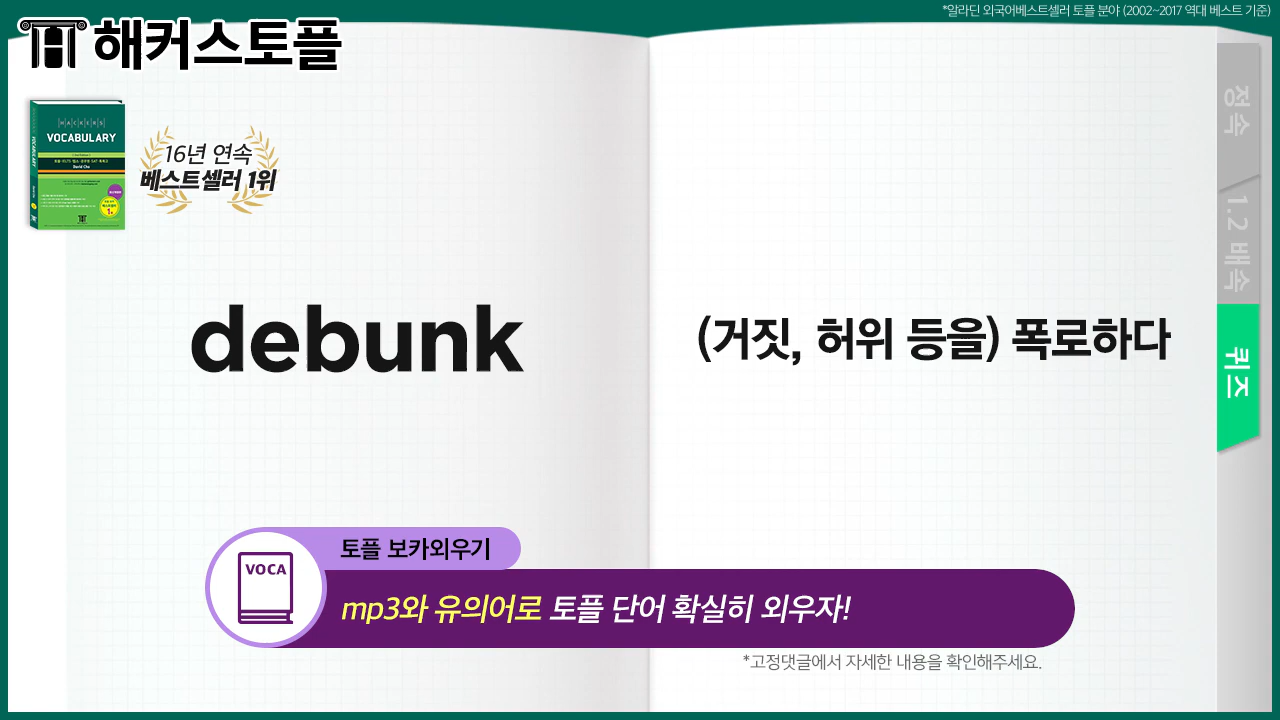 *알라딘 외국어베스트셀러 토플 분야 (2002~2017 역대 베스트 기준)
해커스토플
HACKERS
VOCABULARY
David Cho
VOCABULARY
16년 연속
베스트셀러 1위
정속
1.2 배속
퀴즈
debunk
(거짓, 허위 등을) 폭로하다
토플 보카외우기
VOCA
mp3와 유의어로 토플 단어 확실히 외우자!
*고정댓글에서 자세한 내용을 확인해주세요.